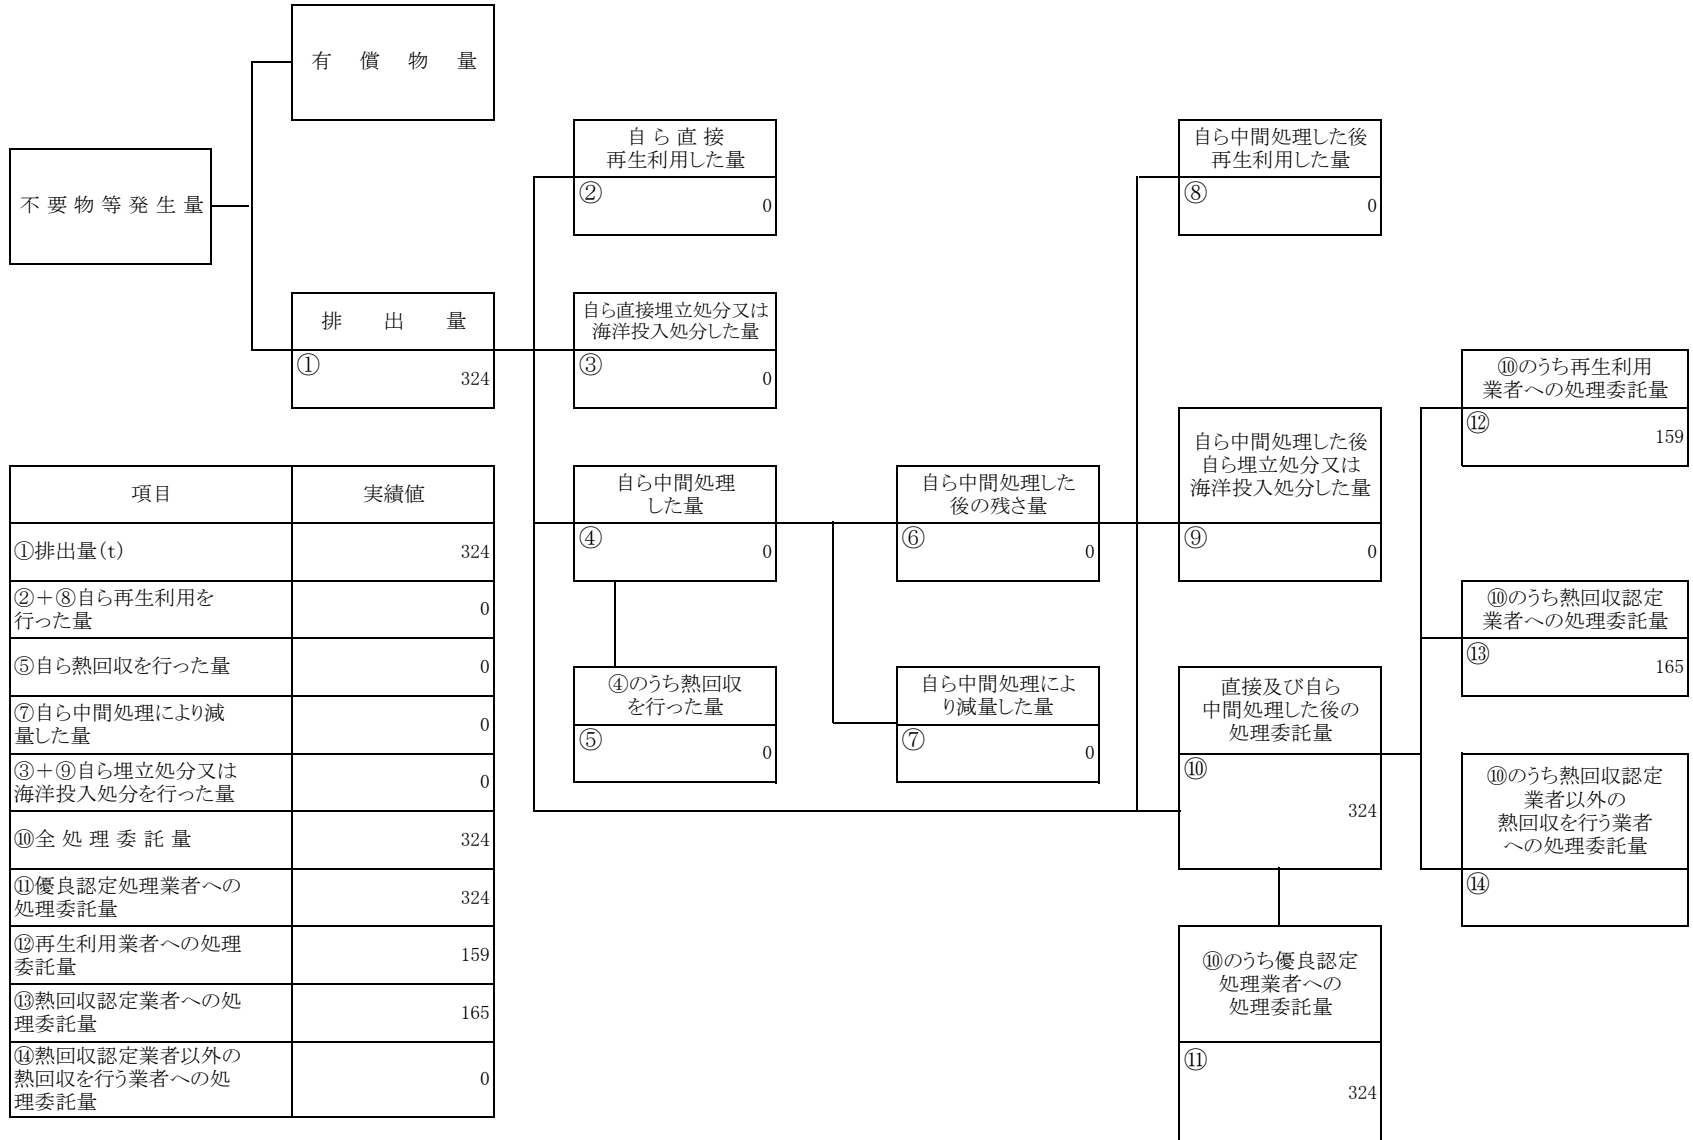 有償物量
不要物等発生量
排出量
①
324
自ら直接
再生利用した量
②
0
自ら直接埋立処分又は
海洋投入処分した量
③
0
自ら中間処理
した量
④
0
④のうち熱回収
を行った量
⑤
0
自ら中間処理した
後の残さ量
⑥
0
自ら中間処理によ
り減量した量
⑦
0
自ら中間処理した後
再生利用した量
⑧
0
自ら中間処理した後
自ら埋立処分又は
海洋投入処分した量
⑨
0
直接及び自ら
中間処理した後の
処理委託量
⑩
324
⑩のうち優良認定
処理業者への
処理委託量
⑪
324
⑩のうち再生利用
業者への処理委託量
⑫
159
⑩のうち熱回収認定
業者への処理委託量
⑬
165
⑩のうち熱回収認定
業者以外の
熱回収を行う業者
への処理委託量
⑭
項目 実績値
①排出量(t) 324
②＋⑧自ら再生利用を
行った量 0
⑤自ら熱回収を行った量 0
⑦自ら中間処理により減
量した量 0
③＋⑨自ら埋立処分又は
海洋投入処分を行った量 0
⑩全処理委託量 324
⑪優良認定処理業者への
処理委託量 324
⑫再生利用業者への処理
委託量 159
⑬熱回収認定業者への処
理委託量 165
⑭熱回収認定業者以外の
熱回収を行う業者への処
理委託量 0